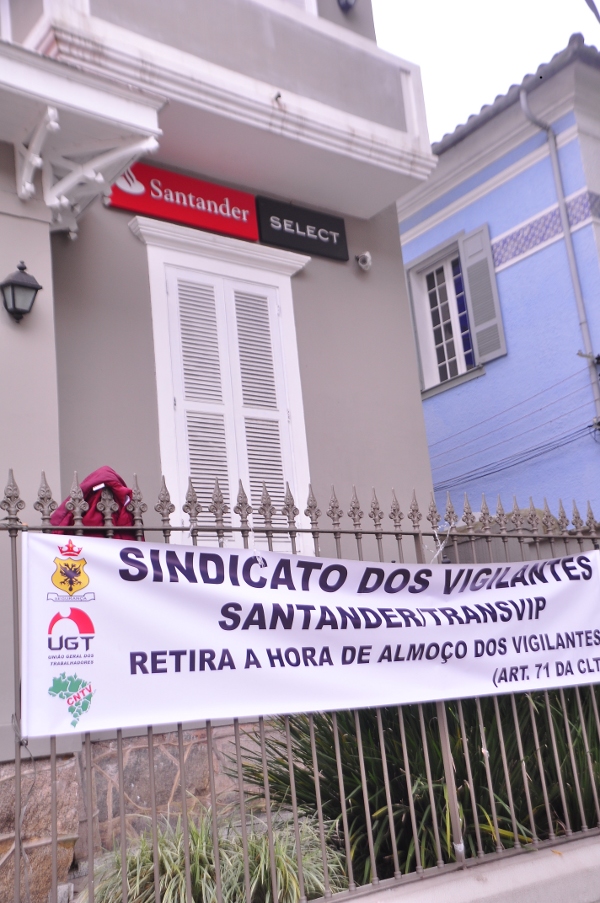 Santander
SELECT
SINDICATO DOS VIGILANTES
SANTANDER/TRANSVIP
RETIRA A HORA DE ALMOÇO DOS VIGILANTES
(ART. 71 DA CLT
SEGURANÇA
UGT
UNIÃO GERAL DOS
TRABALHADORES
CNTV